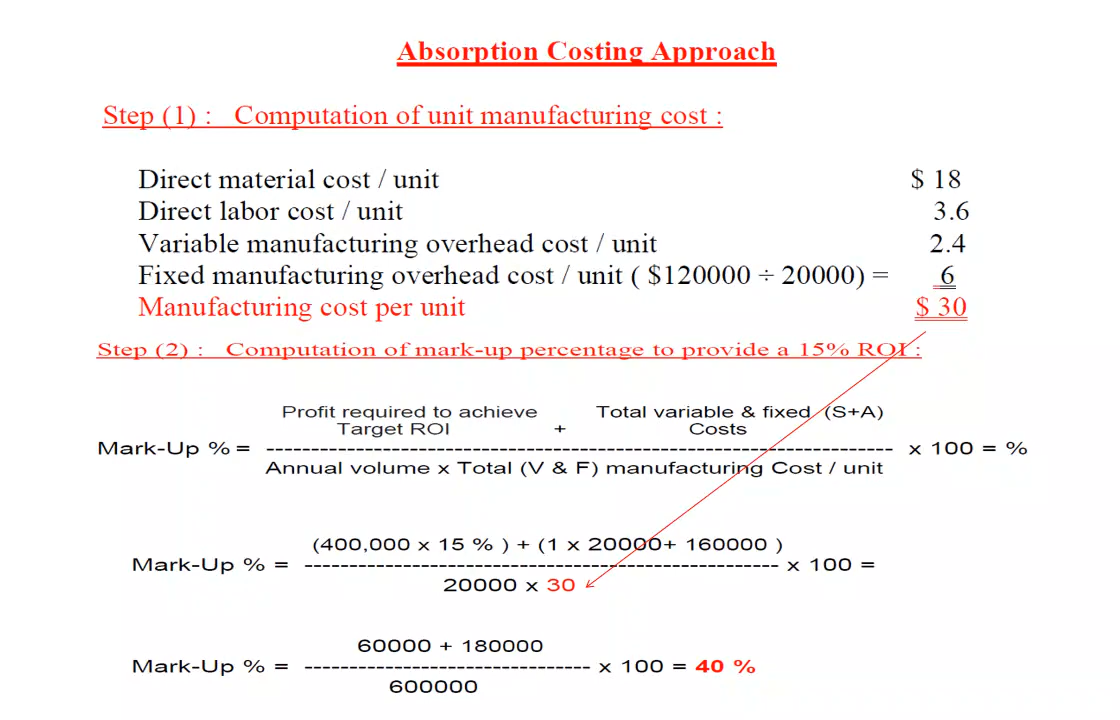 Absorption Costing Approach
Step (1) : Computation of unit manufacturing cost :
Direct material cost / unit $ 18
Direct labor cost / unit 3.6
Variable manufacturing overhead cost / unit 2.4
Fixed manufacturing overhead cost / unit ( $120000 ÷ 20000) = 6
Manufacturing cost per unit $ 30
Step (2) : Computation of mark-up percentage to provide a 15% ROI :
Profit required to achieve Total variable & fixed (S+A)
Target ROI + Costs
Mark-Up % = ---------------------------------------------------------------------- x 100 = %
Annual volume x Total (V & F) manufacturing Cost / unit
(400,000 x 15 % ) + (1 x 20000+ 160000 )
Mark-Up % = ----------------------------------------------------- x 100 =
20000 x 30
60000 + 180000
Mark-Up % = -------------------------------- x 100 = 40 %
600000